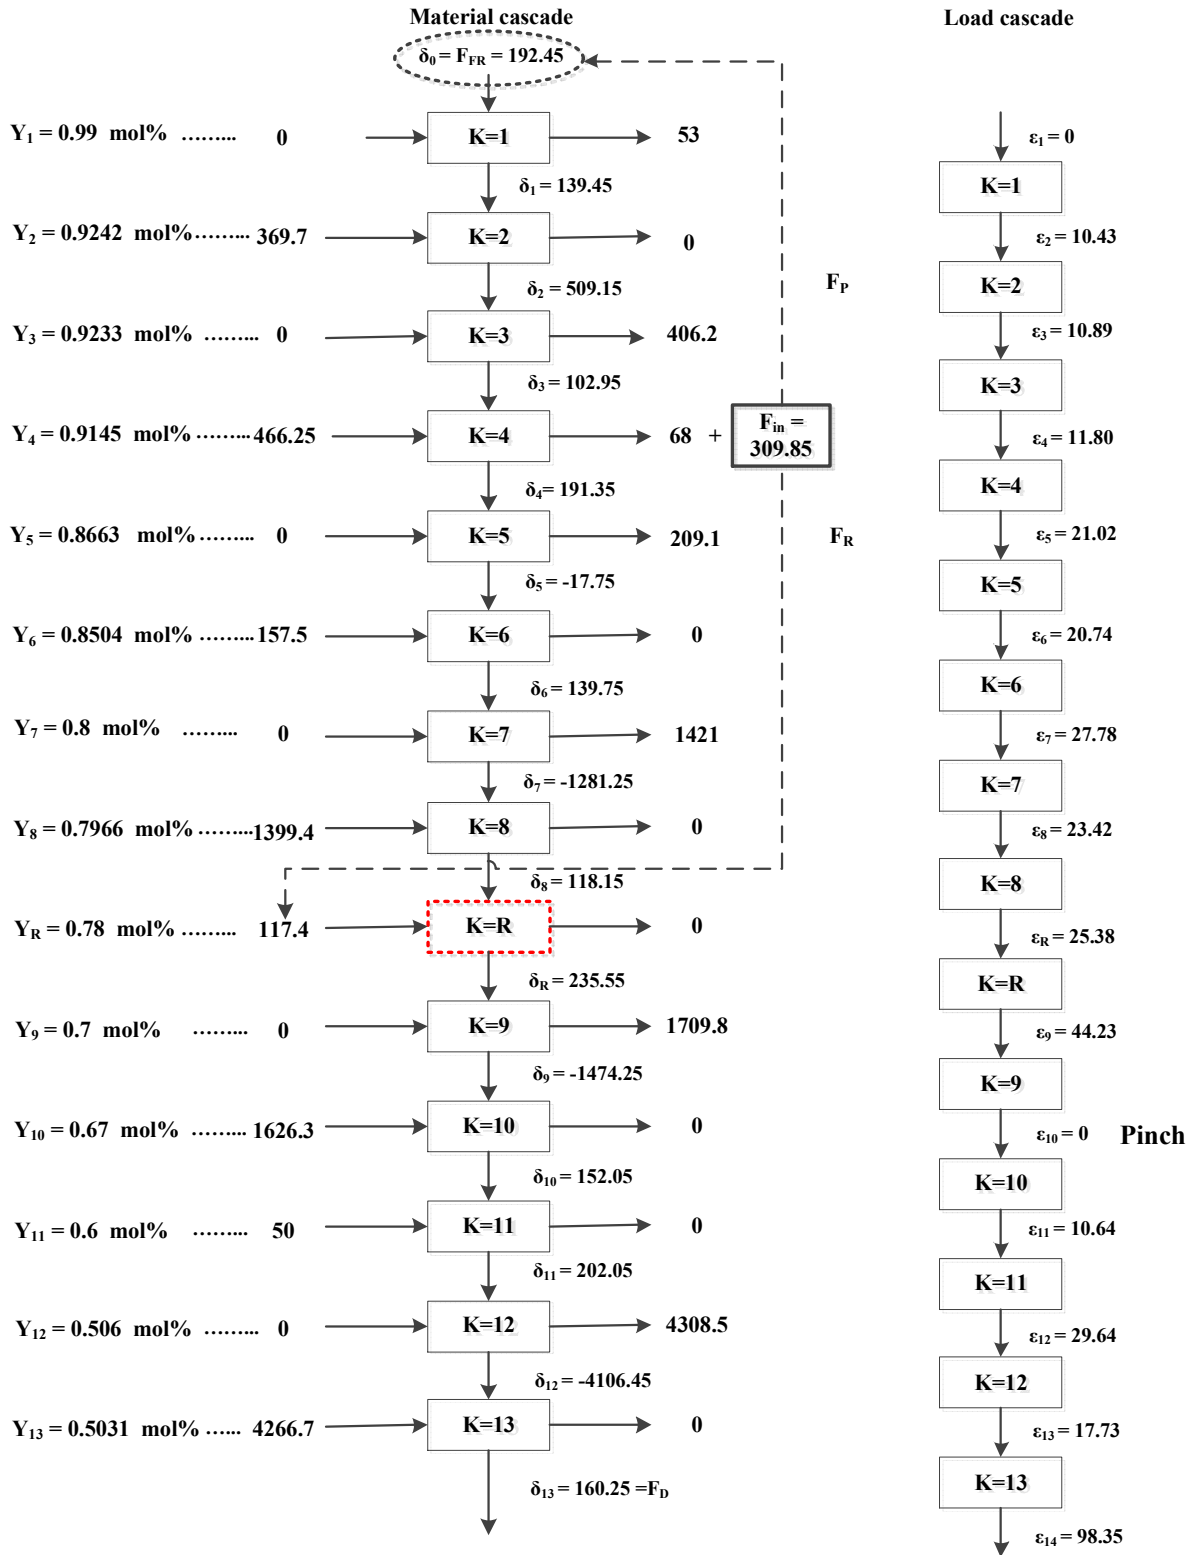 Material cascade
Load cascade
δ0 = FFR = 192.45
Y1 = 0.99 mol% ......... 0
K=1
53
δ1 = 139.45
Y2 = 0.9242 mol%......... 369.7
K=2
0
δ2 = 509.15
Y3 = 0.9233 mol% ......... 0
K=3
406.2
δ3 = 102.95
Y4 = 0.9145 mol% ......... 466.25
K=4
68 +
Fin =
309.85
δ4 = 191.35
Y5 = 0.8663 mol% ......... 0
K=5
209.1
δ5 = -17.75
Y6 = 0.8504 mol% ......... 157.5
K=6
0
δ6 = 139.75
Y7 = 0.8 mol% ......... 0
K=7
1421
δ7 = -1281.25
Y8 = 0.7966 mol% ......... 1399.4
K=8
0
δ8 = 118.15
YR = 0.78 mol% ......... 117.4
K=R
0
δR = 235.55
Y9 = 0.7 mol% ......... 0
K=9
1709.8
δ9 = -1474.25
Y10 = 0.67 mol% ......... 1626.3
K=10
0
δ10 = 152.05
Y11 = 0.6 mol% ......... 50
K=11
0
δ11 = 202.05
Y12 = 0.506 mol% ......... 0
K=12
4308.5
δ12 = -4106.45
Y13 = 0.5031 mol% ...... 4266.7
K=13
0
δ13 = 160.25 =FD
FP
FR
ε1 = 0
K=1
ε2 = 10.43
K=2
ε3 = 10.89
K=3
ε4 = 11.80
K=4
ε5 = 21.02
K=5
ε6 = 20.74
K=6
ε7 = 27.78
K=7
ε8 = 23.42
K=8
εR = 25.38
K=R
ε9 = 44.23
K=9
ε10 = 0 Pinch
K=10
ε11 = 10.64
K=11
ε12 = 29.64
K=12
ε13 = 17.73
K=13
ε14 = 98.35